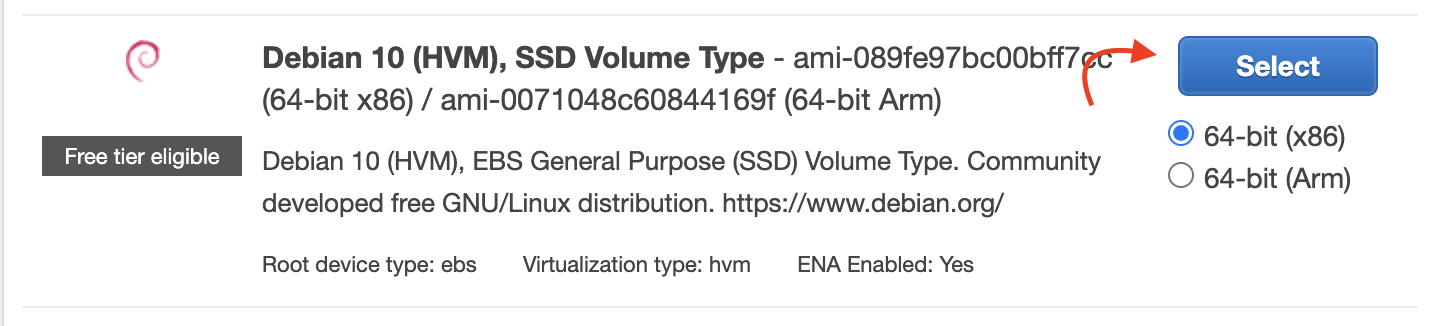 Debian 10 (HVM), SSD Volume Type - ami-089fe97bc00bff7cc
(64-bit x86) / ami-0071048c60844169f (64-bit Arm)
Select
64-bit (x86)
64-bit (Arm)
Free tier eligible
Debian 10 (HVM), EBS General Purpose (SSD) Volume Type. Community
developed free GNU/Linux distribution. https://www.debian.org/
Root device type: ebs Virtualization type: hvm ENA Enabled: Yes